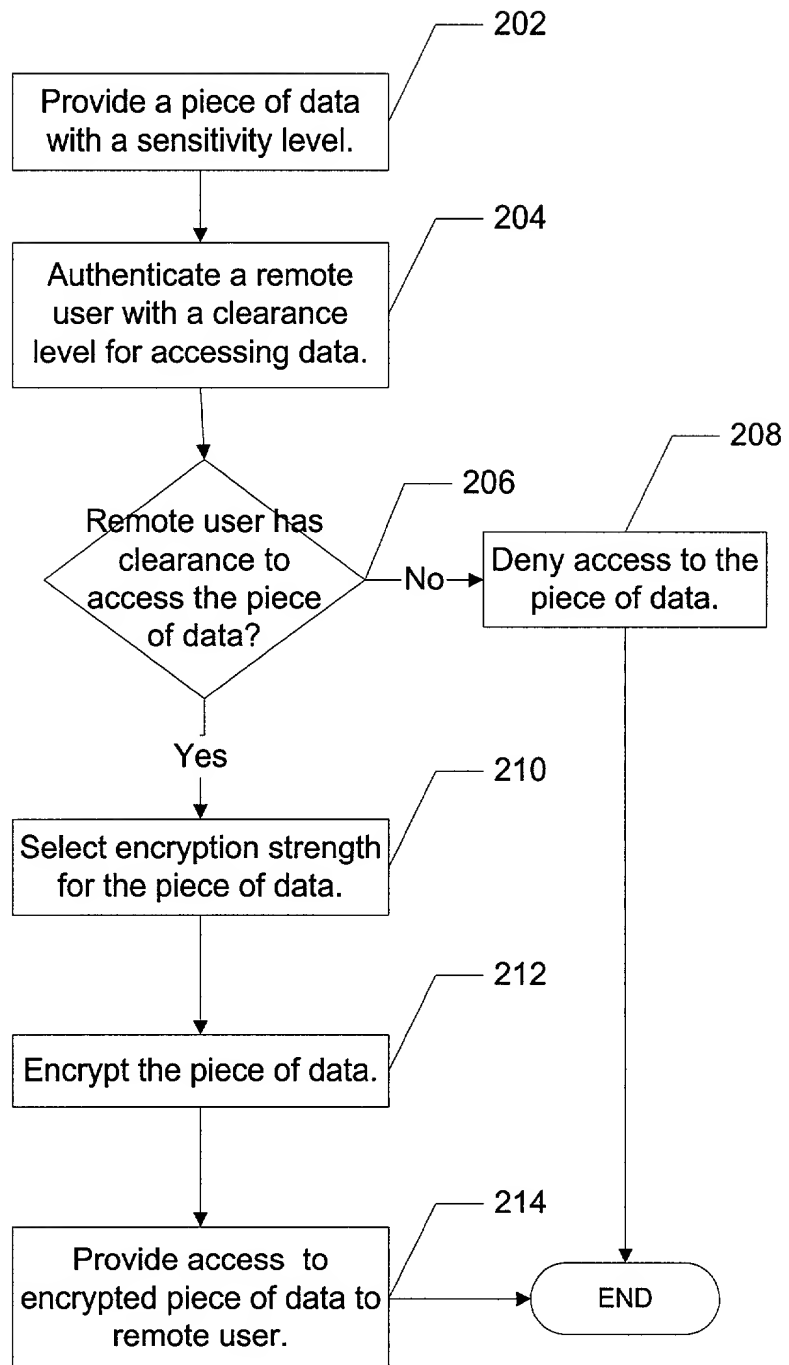 202
Provide a piece of data
with a sensitivity level.
204
Authenticate a remote
user with a clearance
level for accessing data.
208
206
Remote user has
clearance to
access the piece
of data?
No
Deny access to the
piece of data.
Yes
210
Select encryption strength
for the piece of data.
212
Encrypt the piece of data.
214
Provide access to
encrypted piece of data to
remote user.
END